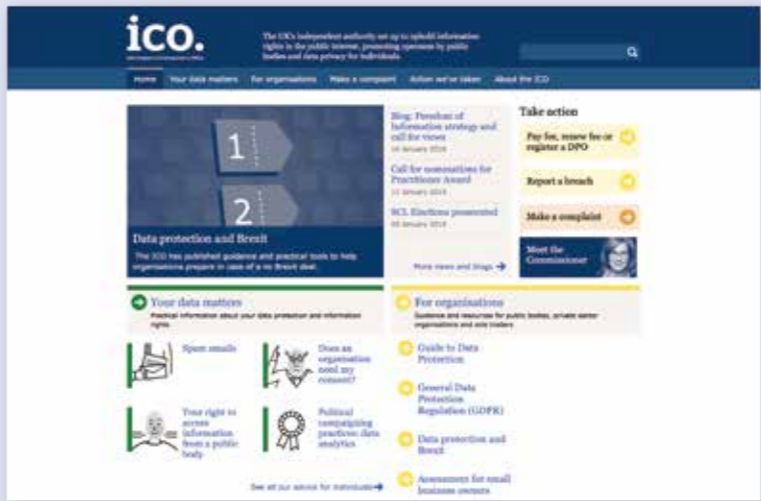 ico.
The UK's independent authority set up to uphold information
rights in the public interest, promoting openness by public
bodies and data privacy for individuals.
Home Your data matters For organisations Make a complaint Action we've taken About the ICO
1
2
Data protection and Brexit
The ICO has published guidance and practical tools to help
organisations prepare in case of a no Brexit deal.
Blog: Freedom of
Information strategy and
call for views
January 2019
Call for nominations for
Practitioner Award
January 2019
SCL Elections prosecuted
January 2019
More news and blogs
Take action
Pay fee, renew fee or
register a DPO
Report a breach
Make a complaint
Meet the
Commissioner
Your data matters
Practical information about your data protection and information
rights.
Spam emails
Does an
organisation
need my
consent?
Your right to
access
information
from a public
body
Political
campaigning
practices: data
analytics
See all our advice for individuals
For organisations
Guidance and resources for public bodies, private sector
organisations and sole traders
Guide to Data
Protection
General Data
Protection
Regulation (GDPR)
Data protection and
Brexit
Assessment for small
business owners